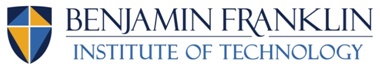 BENJAMIN FRANKLIN
INSTITUTE OF TECHNOLOGY